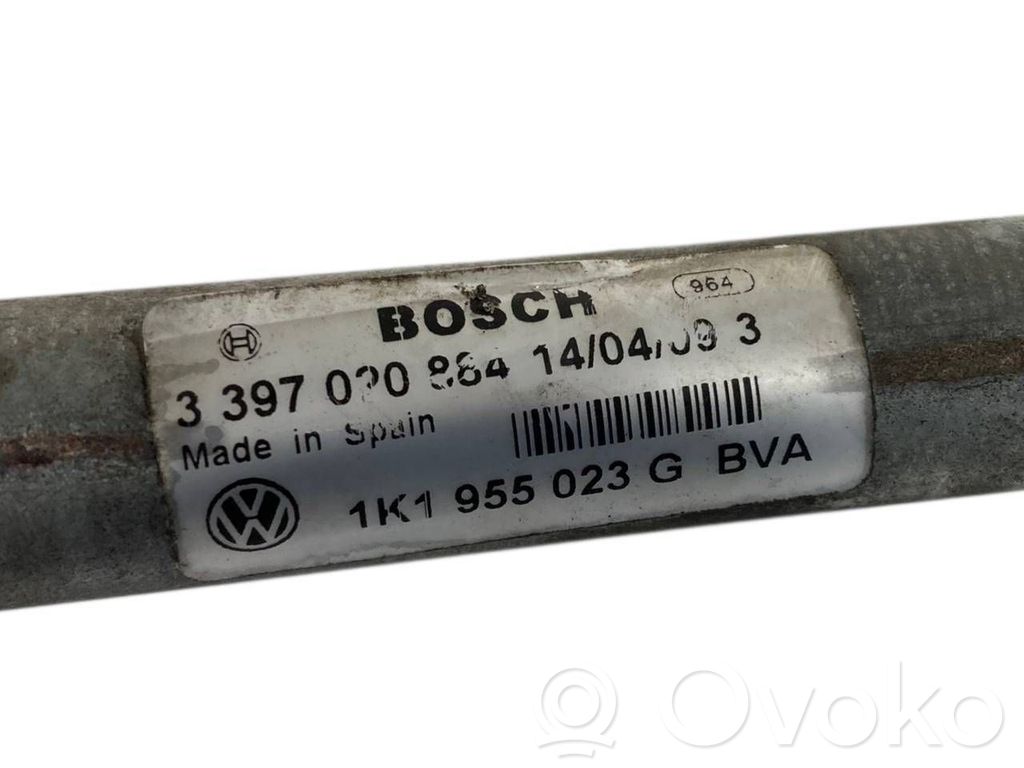 BOSCH 964
3 397 020 884 14/04/09 3
Made in Spain
1K1 955 023 G BVA
Ovoko